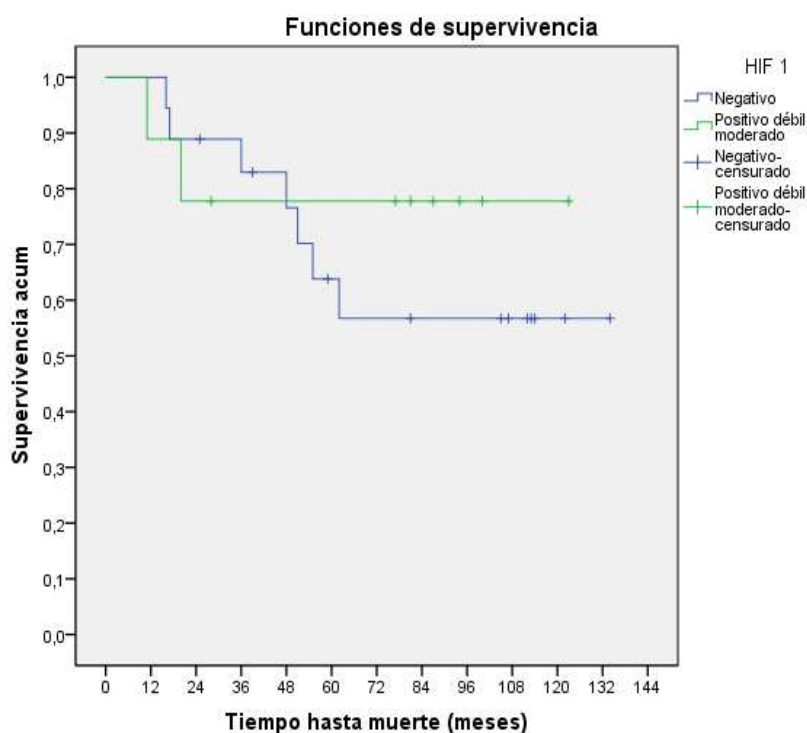 Funciones de supervivencia
HIF 1
Negativo
Positivo débil
moderado
Negativo-
censurado
Positivo débil
moderado-
censurado
Supervivencia acum
1,0
0,9
0,8
0,7
0,6
0,5
0,4
0,3
0,2
0,1
0,0
0 12 24 36 48 60 72 84 96 108 120 132 144
Tiempo hasta muerte (meses)